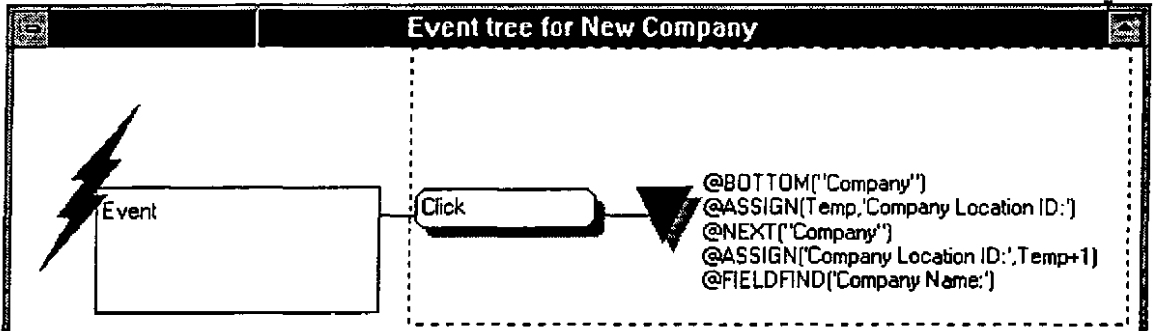 Event tree for New Company
Event
Click
@BOTTOM("Company")
@ASSIGN(Temp,'Company Location ID:')
@NEXT("Company")
@ASSIGN('Company Location ID:',Temp+1)
@FIELDFIND('Company Name:')